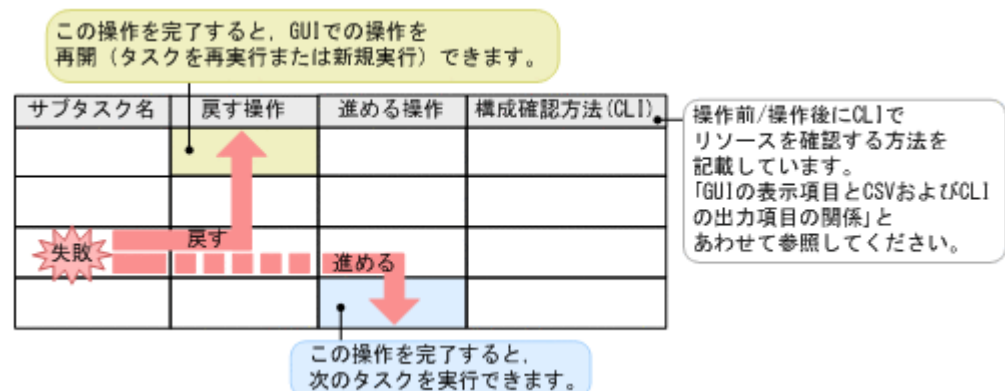 この操作を完了すると，GUIでの操作を
再開（タスクを再実行または新規実行）できます。
サブタスク名 戻す操作 進める操作 構成確認方法(CLI)
操作前/操作後にCLIで
リソースを確認する方法を
記載しています。
「GUIの表示項目とCSVおよびCLI
の出力項目の関係」と
あわせて参照してください。
失敗
戻す
進める
この操作を完了すると，
次のタスクを実行できます。